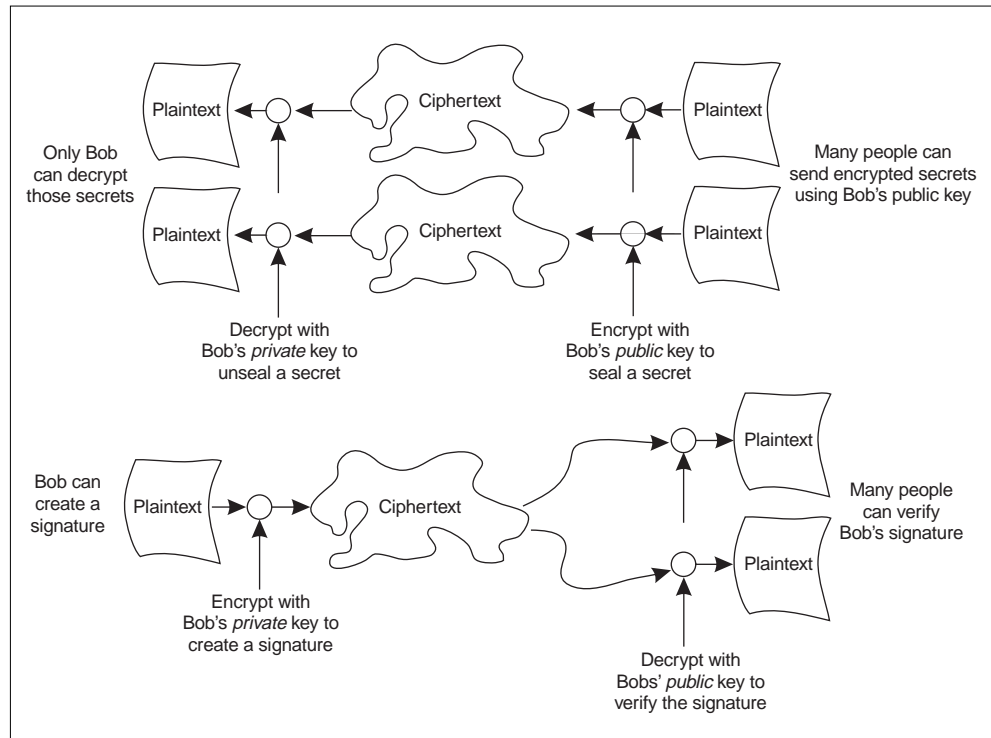 Plaintext
Ciphertext
Plaintext
Only Bob
can decrypt
those secrets
Many people can
send encrypted secrets
using Bob's public key
Plaintext
Ciphertext
Plaintext
Decrypt with
Bob's private key to
unseal a secret
Encrypt with
Bob's public key to
seal a secret
Bob can
create a
signature
Plaintext
Ciphertext
Plaintext
Many people
can verify
Bob's signature
Plaintext
Encrypt with
Bob's private key to
create a signature
Decrypt with
Bobs' public key to
verify the signature